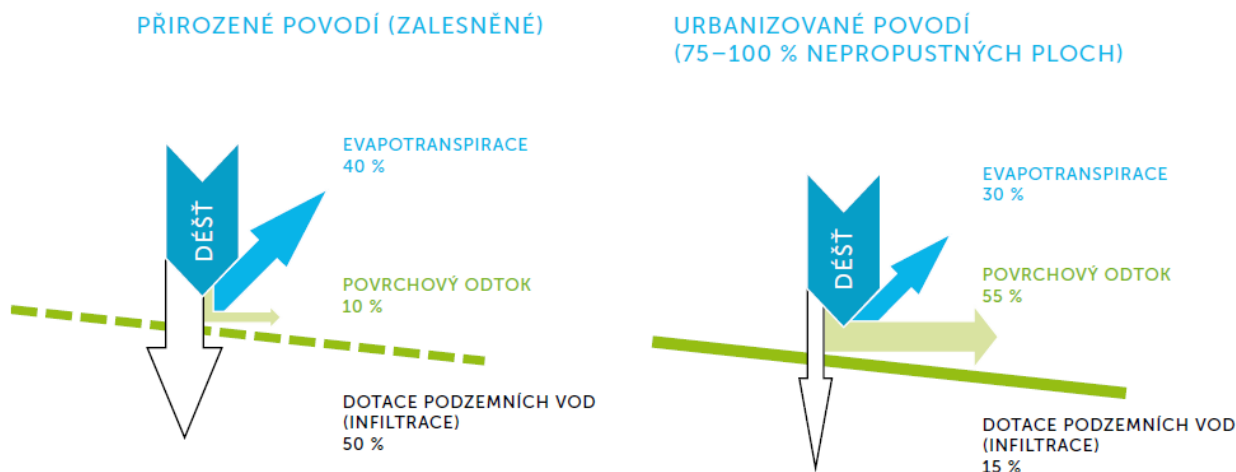 PŘIROZENÉ POVODÍ (ZALESNĚNÉ)
DÉŠŤ
EVAPOTRANSPIRACE
40 %
POVRCHOVÝ ODTOK
10 %
DOTACE PODZEMNÍCH VOD
(INFILTRACE)
50 %
URBANIZOVANÉ POVODÍ
(75–100 % NEPROPUSTNÝCH PLOCH)
DÉŠŤ
EVAPOTRANSPIRACE
30 %
POVRCHOVÝ ODTOK
55 %
DOTACE PODZEMNÍCH VOD
(INFILTRACE)
15 %